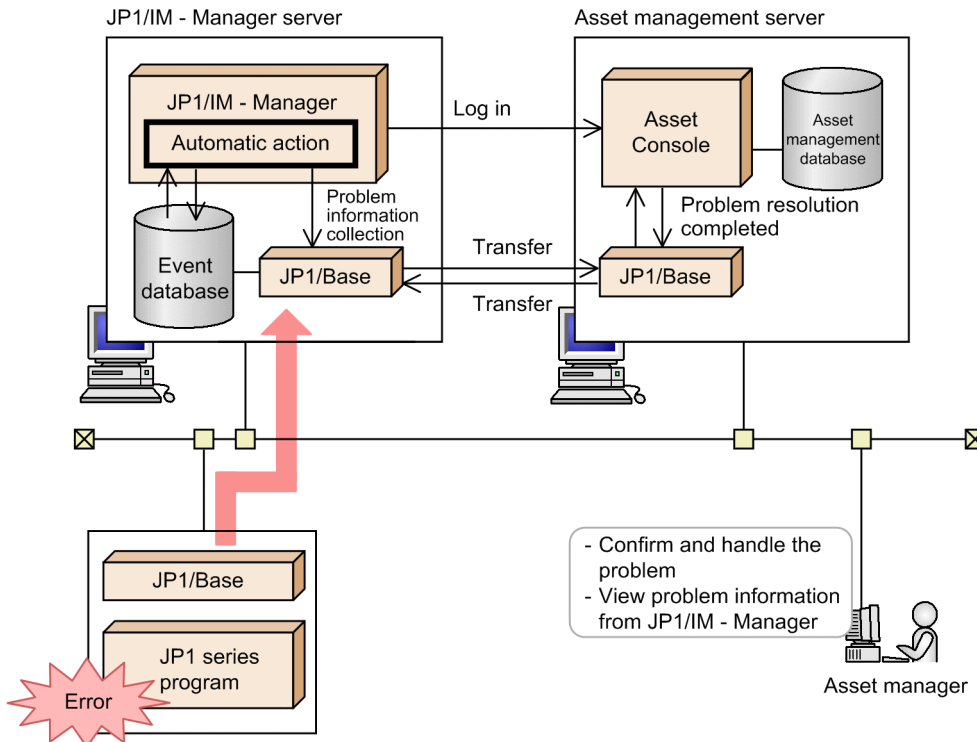 JP1/IM - Manager server
Asset management server
JP1/IM - Manager
Automatic action
Log in
Asset
Console
Asset
management
database
Problem
information
collection
Problem resolution
completed
Event
database
JP1/Base
Transfer
Transfer
JP1/Base
JP1/Base
JP1 series
program
Error
- Confirm and handle the
problem
- View problem information
from JP1/IM - Manager
Asset manager